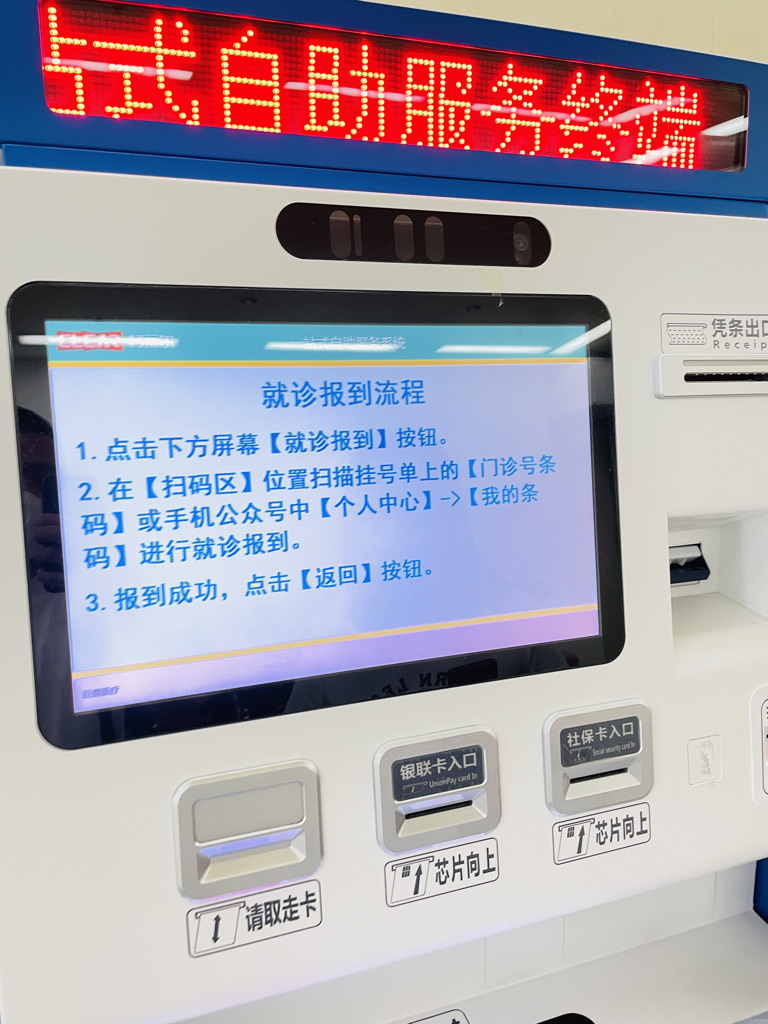 式自助服务终端
一站式自助服务系统
凭条出口
Receip
就诊报到流程
1. 点击下方屏幕【就诊报到】按钮。
2. 在【扫码区】位置扫描挂号单上的【门诊号条
码】或手机公众号中【个人中心】->【我的条
码】进行就诊报到。
3. 报到成功，点击【返回】按钮。
社保卡入口
Social security card In
银联卡入口
UnionPay card In
芯片向上
芯片向上
请取走卡